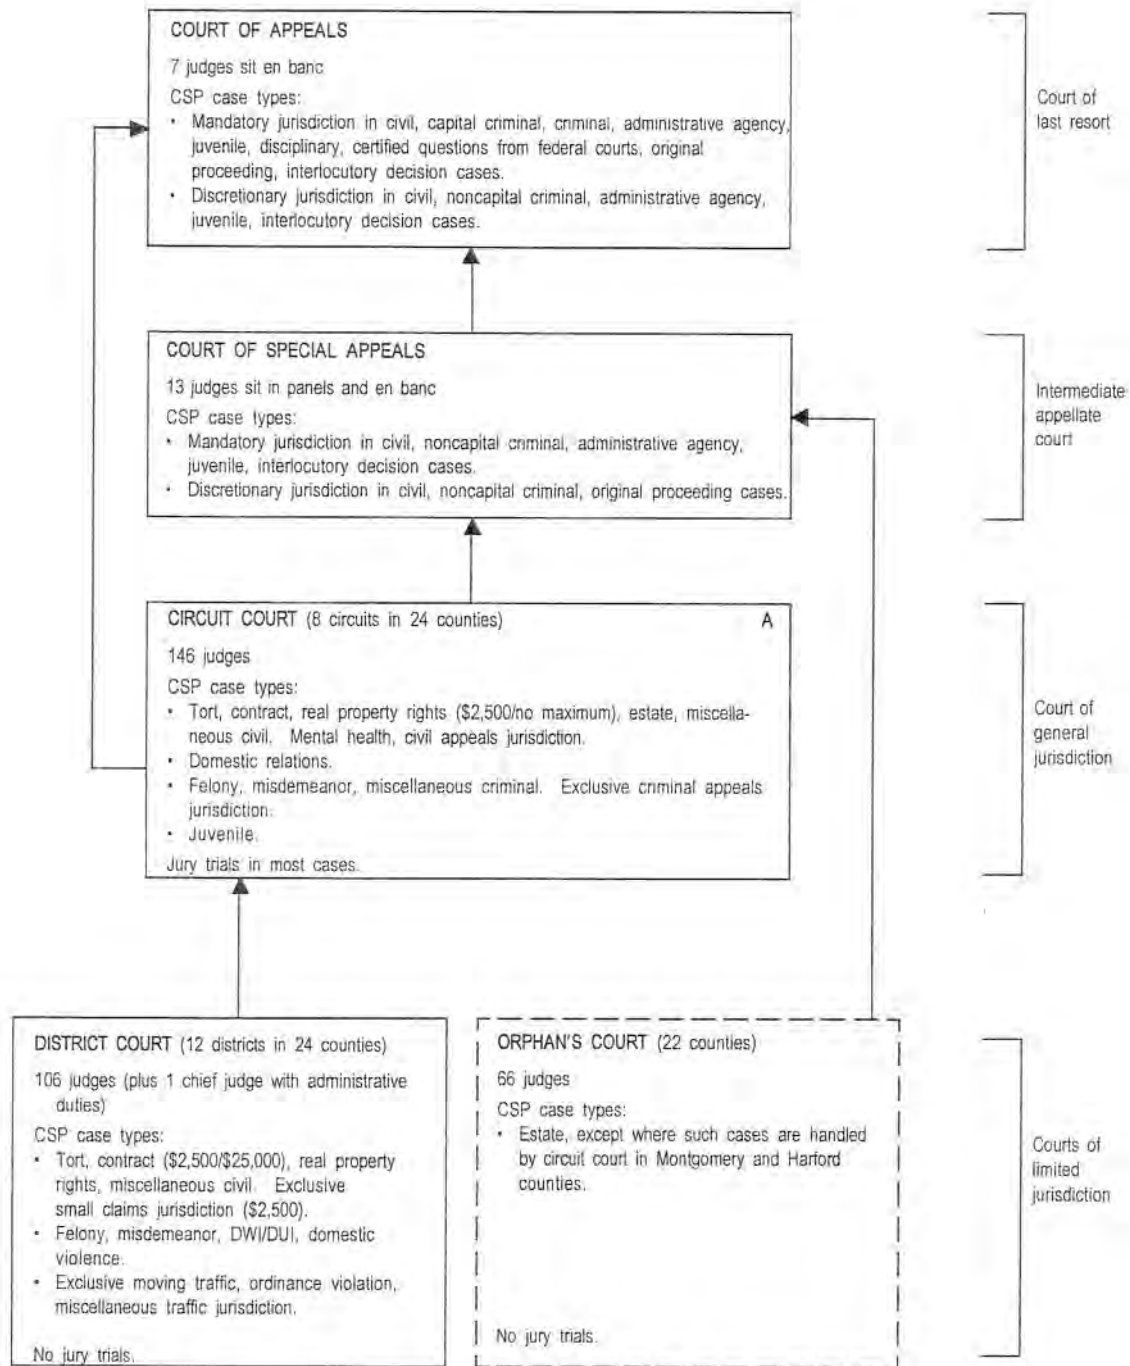 COURT OF APPEALS
7 judges sit en banc
CSP case types:
• Mandatory jurisdiction in civil, capital criminal, criminal, administrative agency,
juvenile, disciplinary, certified questions from federal courts, original
proceeding, interlocutory decision cases.
• Discretionary jurisdiction in civil, noncapital criminal, administrative agency,
juvenile, interlocutory decision cases.
Court of
last resort
COURT OF SPECIAL APPEALS
13 judges sit in panels and en banc
CSP case types:
• Mandatory jurisdiction in civil, noncapital criminal, administrative agency,
juvenile, interlocutory decision cases.
• Discretionary jurisdiction in civil, noncapital criminal, original proceeding cases.
Intermediate
appellate
court
CIRCUIT COURT (8 circuits in 24 counties) A
146 judges
CSP case types:
• Tort, contract, real property rights ($2,500/no maximum), estate, miscella-
neous civil. Mental health, civil appeals jurisdiction.
• Domestic relations.
• Felony, misdemeanor, miscellaneous criminal. Exclusive criminal appeals
jurisdiction.
• Juvenile.
Jury trials in most cases.
Court of
general
jurisdiction
DISTRICT COURT (12 districts in 24 counties)
106 judges (plus 1 chief judge with administrative
duties)
CSP case types:
• Tort, contract ($2,500/$25,000), real property
rights, miscellaneous civil. Exclusive
small claims jurisdiction ($2,500).
• Felony, misdemeanor, DWI/DUI, domestic
violence.
• Exclusive moving traffic, ordinance violation,
miscellaneous traffic jurisdiction.
No jury trials.
ORPHAN'S COURT (22 counties)
66 judges
CSP case types:
• Estate, except where such cases are handled
by circuit court in Montgomery and Harford
counties.
No jury trials.
Courts of
limited
jurisdiction